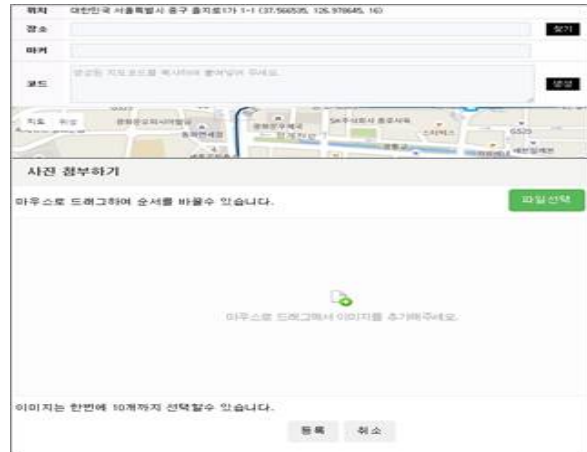 위치 대한민국 서울특별시 중구 을지로1가 1-1 (37.566535, 126.978645, 16)
장소 찾기
마커
코드 생성된 지도코드를 복사하여 붙여넣어 주세요. 생성
지도 위성
스타벅스 GS25
사진 첨부하기
마우스로 드래그하여 순서를 바꿀수 있습니다. 파일선택
마우스로 드래그해서 이미지를 추가해주세요.
이미지는 한번에 10개까지 선택할수 있습니다.
등록 취소